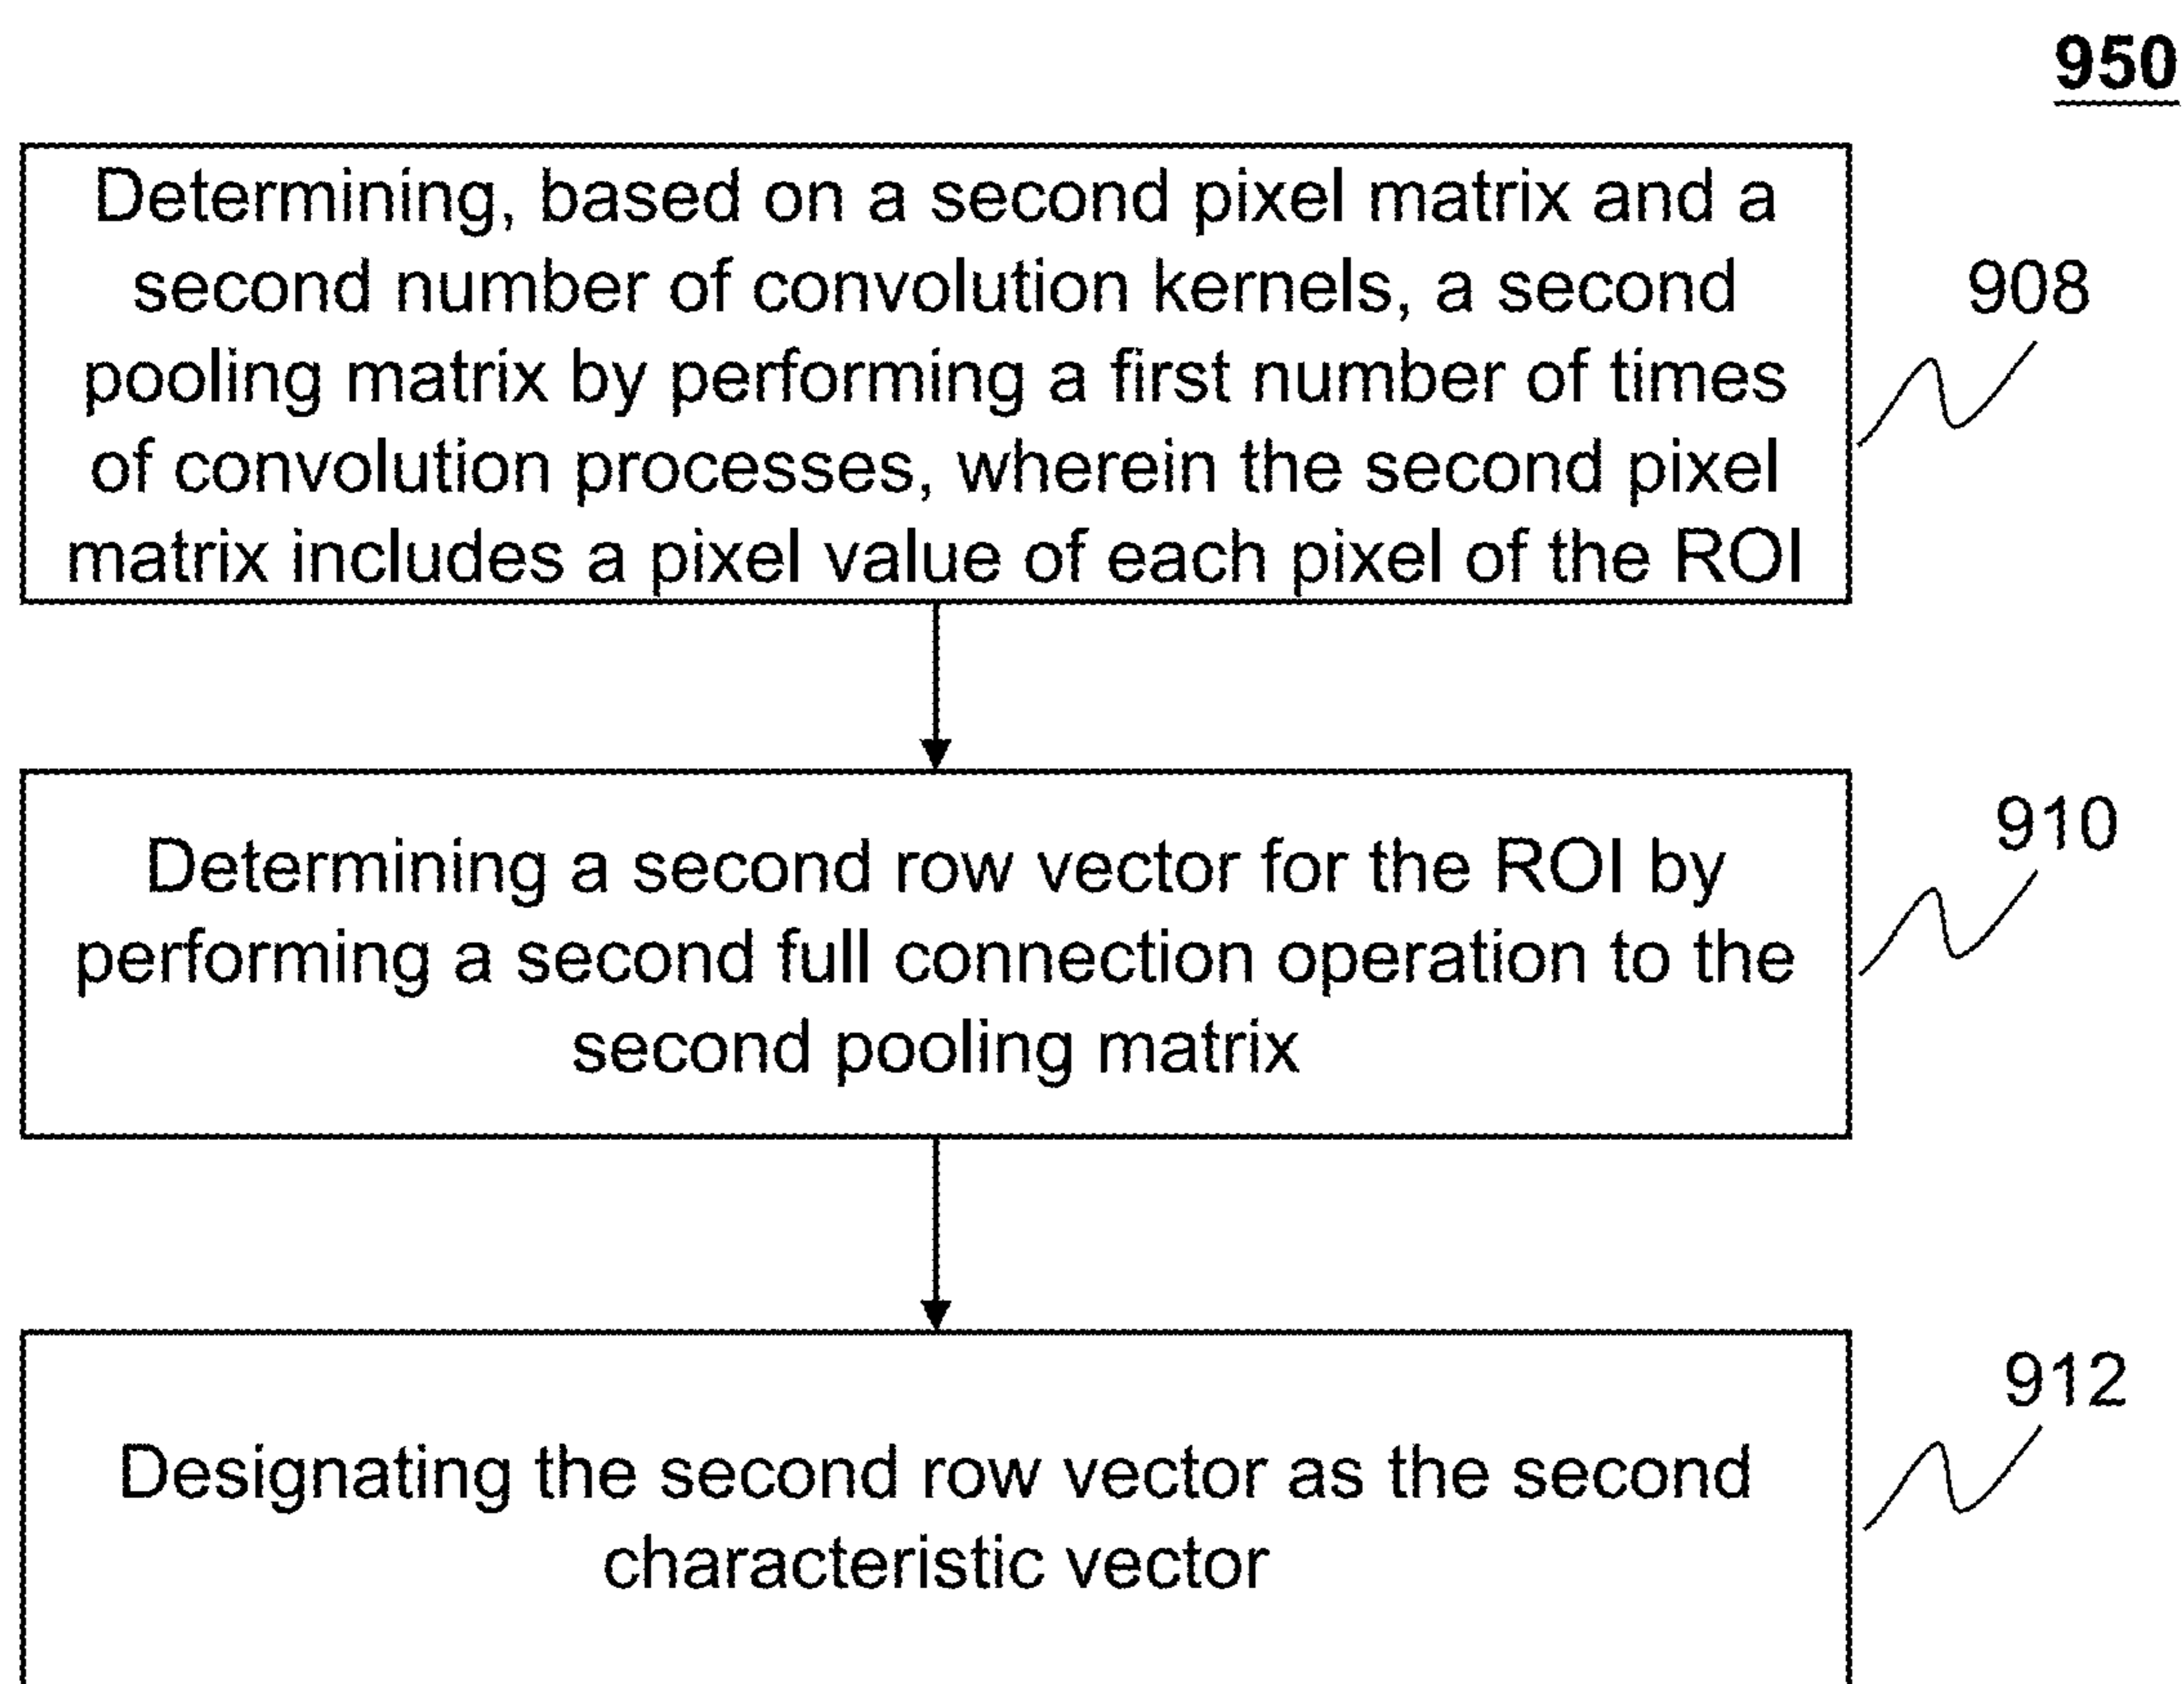 950
Determining, based on a second pixel matrix and a
second number of convolution kernels, a second
pooling matrix by performing a first number of times
of convolution processes, wherein the second pixel
matrix includes a pixel value of each pixel of the ROI
908
Determining a second row vector for the ROI by
performing a second full connection operation to the
second pooling matrix
910
Designating the second row vector as the second
characteristic vector
912